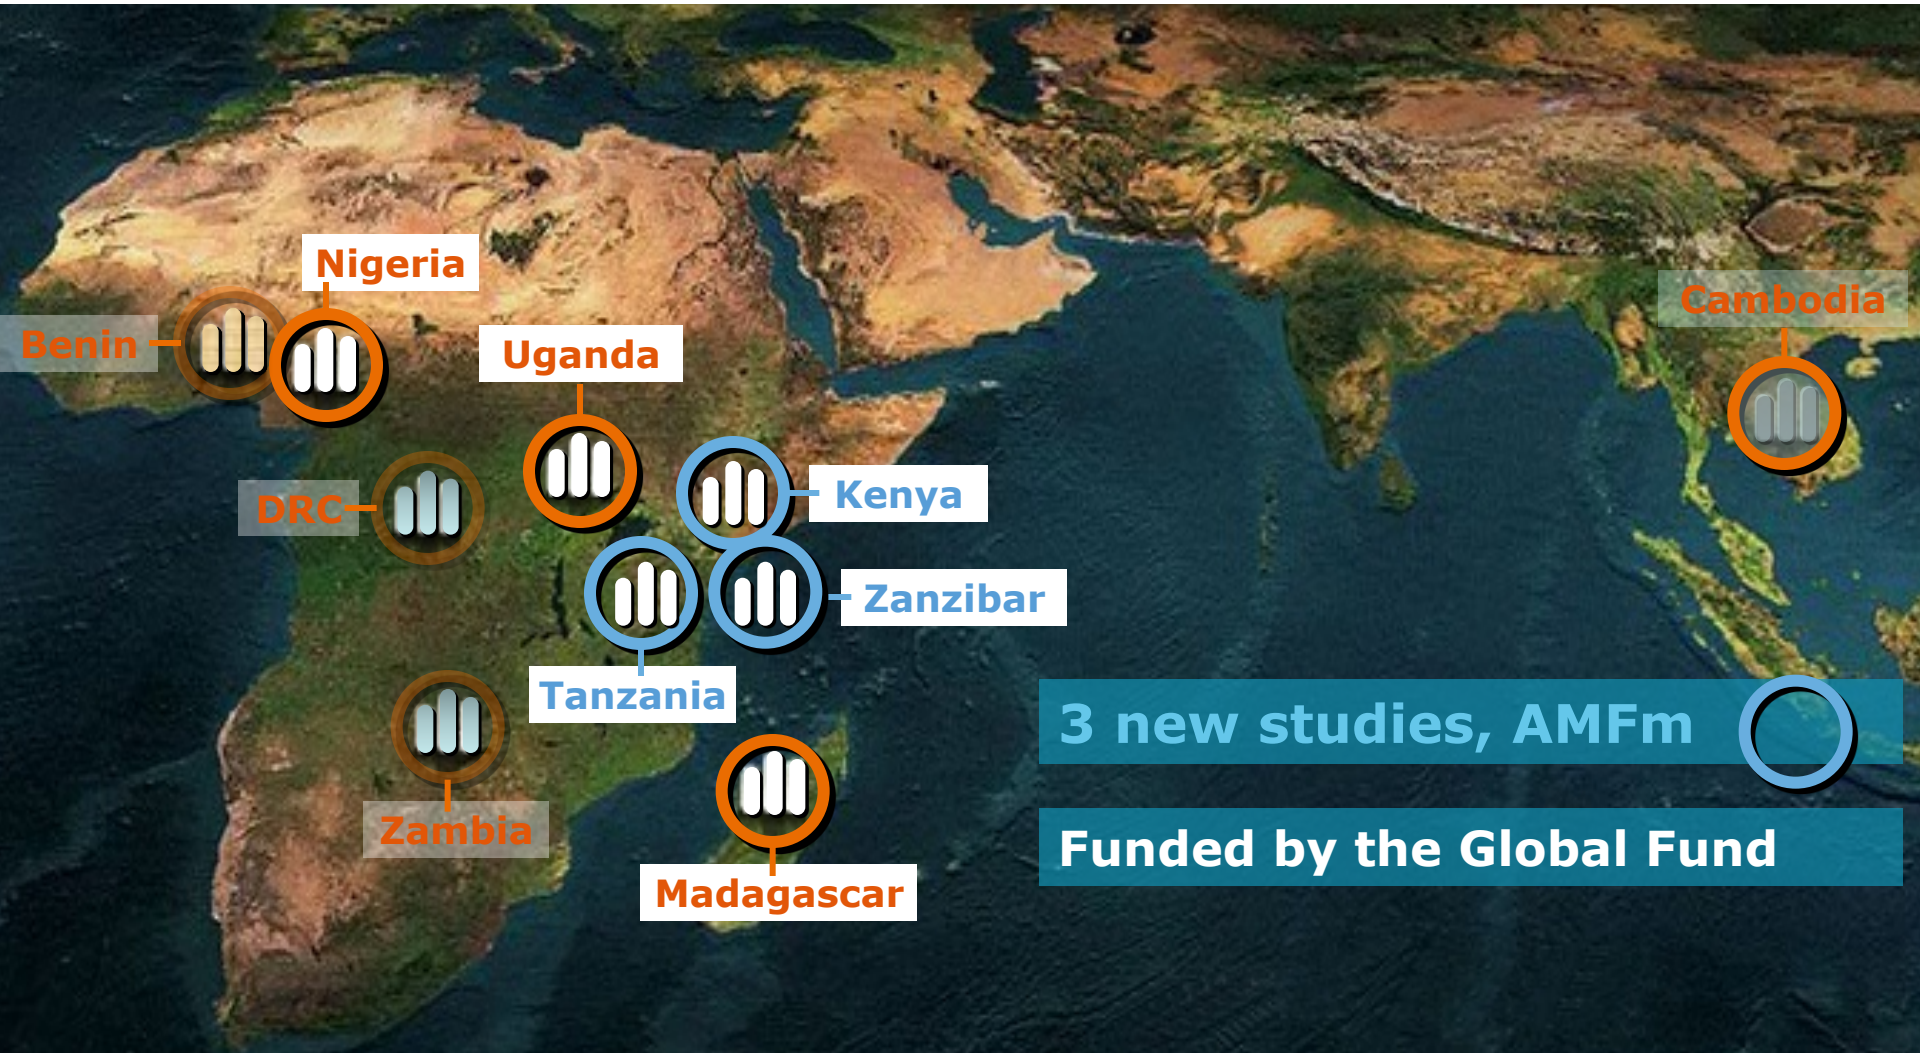 Nigeria
Benin
Uganda
Cambodia
DRC
Kenya
Zanzibar
Tanzania
3 new studies, AMFm
Zambia
Funded by the Global Fund
Madagascar